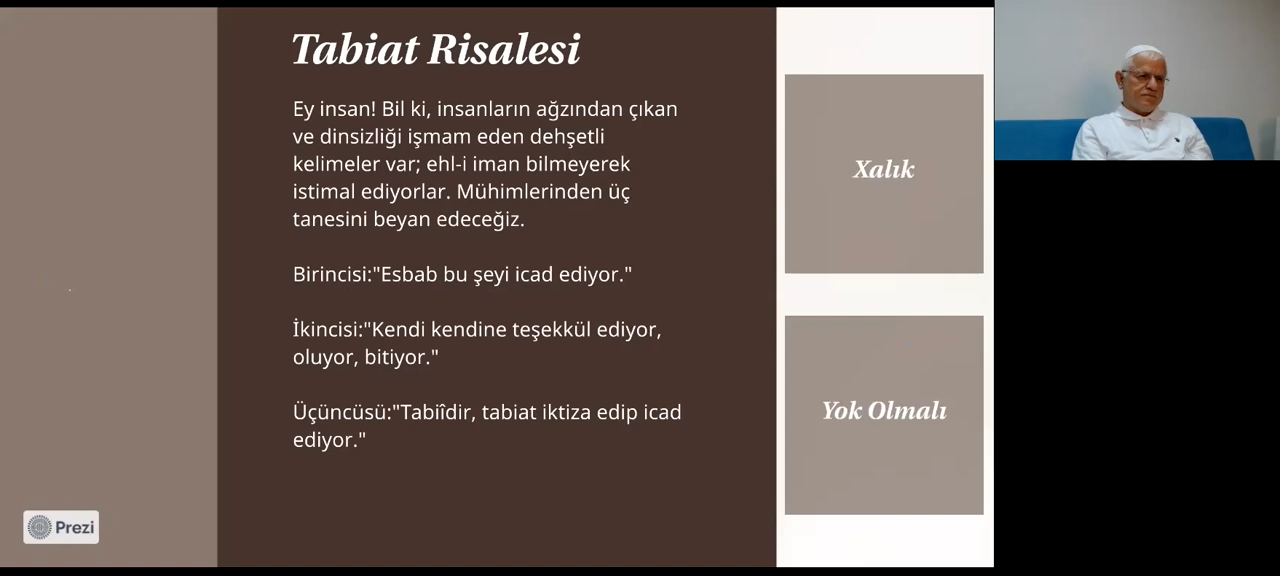 Tabiat Risalesi
Ey insan! Bil ki, insanların ağzından çıkan
ve dinsizliği işmam eden dehşetli
kelimeler var; ehl-i iman bilmeyerek
istimal ediyorlar. Mühimlerinden üç
tanesini beyan edeceğiz.
Birincisi:"Esbab bu şeyi icad ediyor."
İkincisi:"Kendi kendine teşekkül ediyor,
oluyor, bitiyor."
Üçüncüsü:"Tabiîdir, tabiat iktiza edip icad
ediyor."
Xalık
Yok Olmalı
Prezi